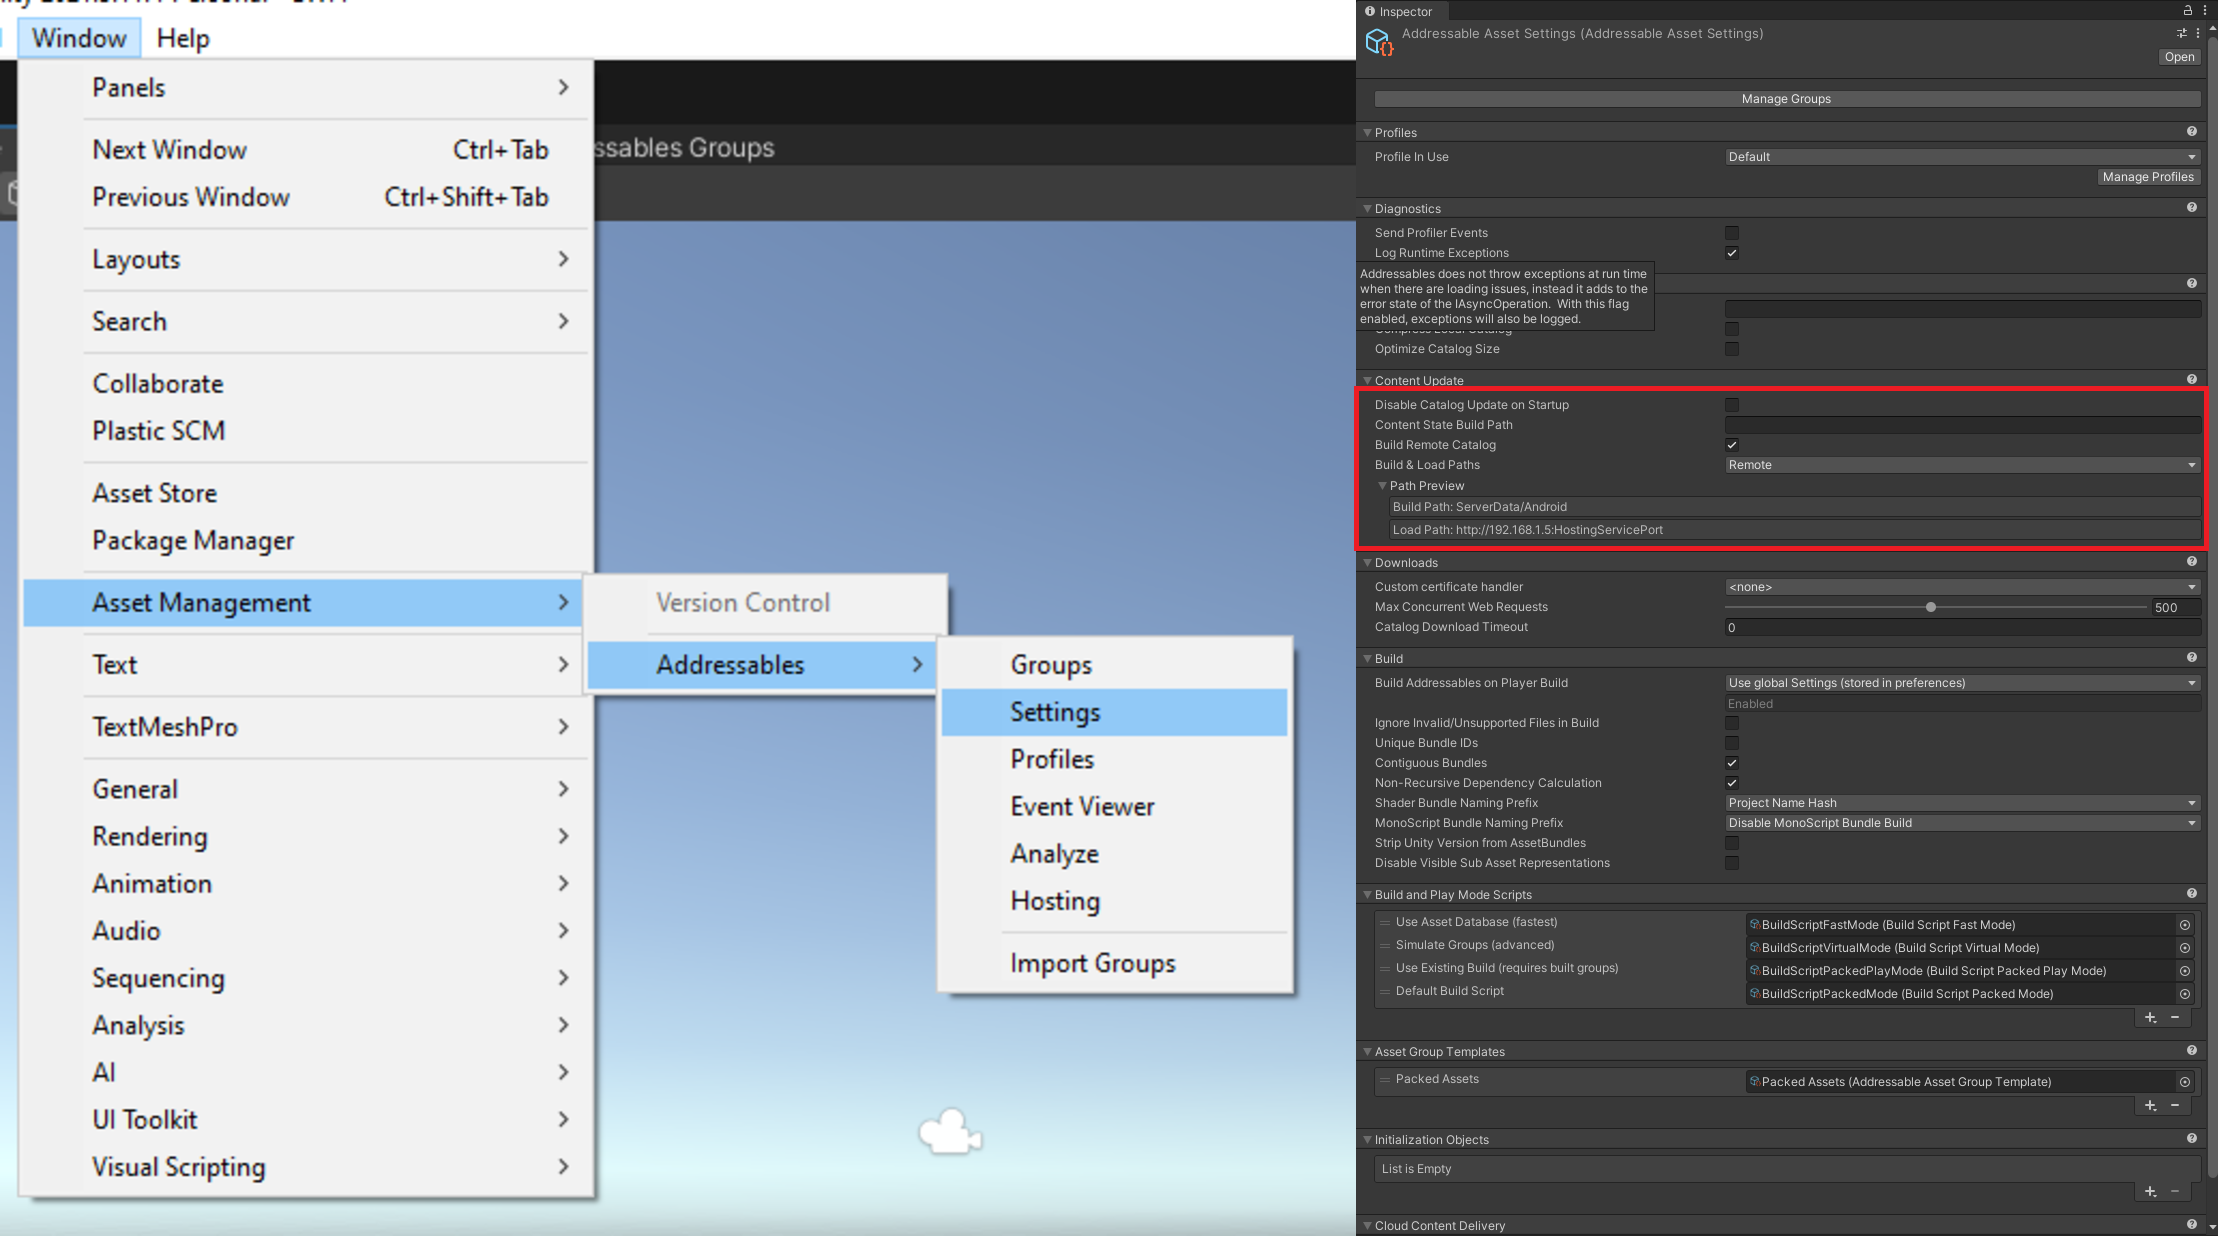 Window Help
Panels
Next Window Ctrl+Tab
Previous Window Ctrl+Shift+Tab
Layouts
Search
Collaborate
Plastic SCM
Asset Store
Package Manager
Asset Management
Text
TextMeshPro
General
Rendering
Animation
Audio
Sequencing
Analysis
AI
UI Toolkit
Visual Scripting
ssables Groups
Version Control
Addressables
Groups
Settings
Profiles
Event Viewer
Analyze
Hosting
Import Groups
Inspector
Addressable Asset Settings (Addressable Asset Settings)
Open
Manage Groups
Profiles
Profile In Use Default
Manage Profiles
Diagnostics
Send Profiler Events
Log Runtime Exceptions
Addressables does not throw exceptions at run time
when there are loading issues, instead it adds to the
error state of the IAsyncOperation. With this flag
enabled, exceptions will also be logged.
Compress Local Catalog
Optimize Catalog Size
Content Update
Disable Catalog Update on Startup
Content State Build Path
Build Remote Catalog
Build & Load Paths Remote
Path Preview
Build Path: ServerData/Android
Load Path: http://192.168.1.5:HostingServicePort
Downloads
Custom certificate handler <none>
Max Concurrent Web Requests 500
Catalog Download Timeout 0
Build
Build Addressables on Player Build Use global Settings (stored in preferences)
Enabled
Ignore Invalid/Unsupported Files in Build
Unique Bundle IDs
Contiguous Bundles
Non-Recursive Dependency Calculation
Shader Bundle Naming Prefix Project Name Hash
MonoScript Bundle Naming Prefix Disable MonoScript Bundle Build
Strip Unity Version from AssetBundles
Disable Visible Sub Asset Representations
Build and Play Mode Scripts
Use Asset Database (fastest) BuildScriptFastMode (Build Script Fast Mode)
Simulate Groups (advanced) BuildScriptVirtualMode (Build Script Virtual Mode)
Use Existing Build (requires built groups) BuildScriptPackedPlayMode (Build Script Packed Play Mode)
Default Build Script BuildScriptPackedMode (Build Script Packed Mode)
Asset Group Templates
Packed Assets Packed Assets (Addressable Asset Group Template)
Initialization Objects
List is Empty
Cloud Content Delivery